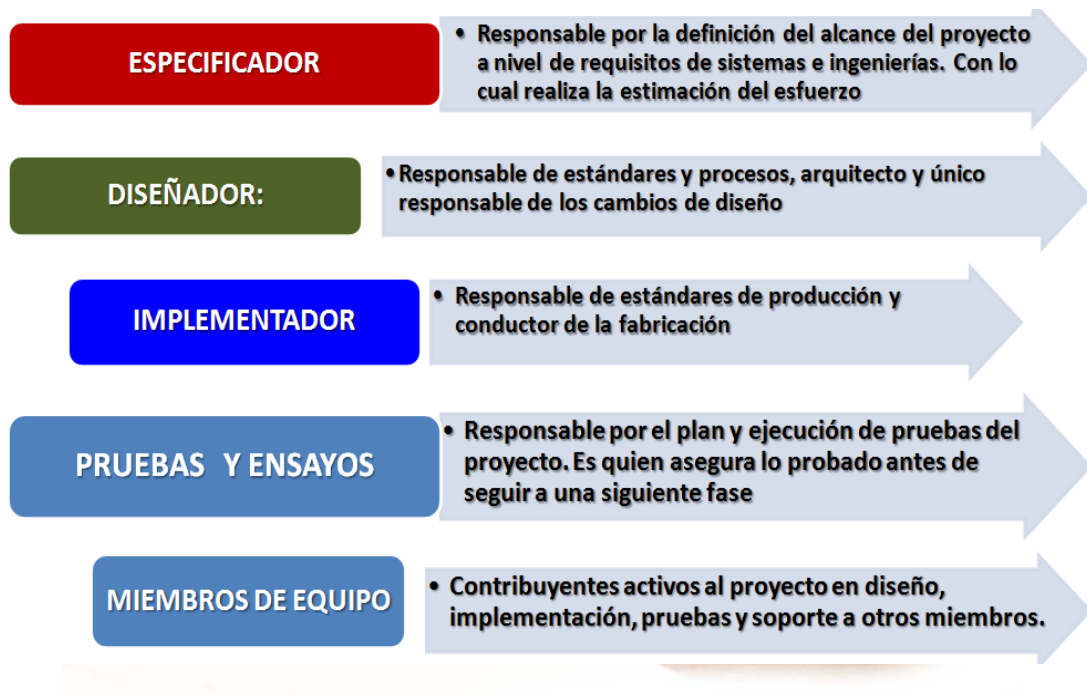 ESPECIFICADOR
• Responsable por la definición del alcance del proyecto
a nivel de requisitos de sistemas e ingenierías. Con lo
cual realiza la estimación del esfuerzo
DISEÑADOR:
• Responsable de estándares y procesos, arquitecto y único
responsable de los cambios de diseño
IMPLEMENTADOR
• Responsable de estándares de producción y
conductor de la fabricación
PRUEBAS Y ENSAYOS
• Responsable por el plan y ejecución de pruebas del
proyecto. Es quien asegura lo probado antes de
seguir a una siguiente fase
MIEMBROS DE EQUIPO
• Contribuyentes activos al proyecto en diseño,
implementación, pruebas y soporte a otros miembros.